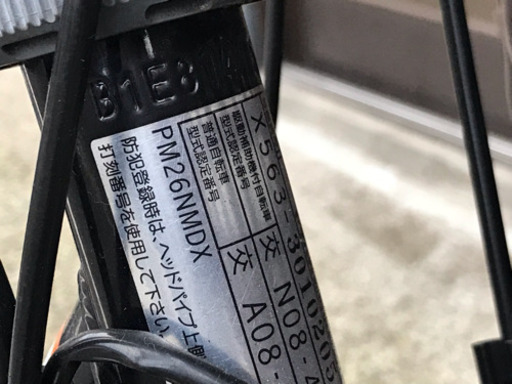 B1E8
X563-3010205
駆動補助機付自転車
型式認定番号
交 N08-4
普通自転車
型式認定番号
交 A08-
PM26NMDX
防犯登録時は、ヘッドパイプ上側
打刻番号を使用して下さい